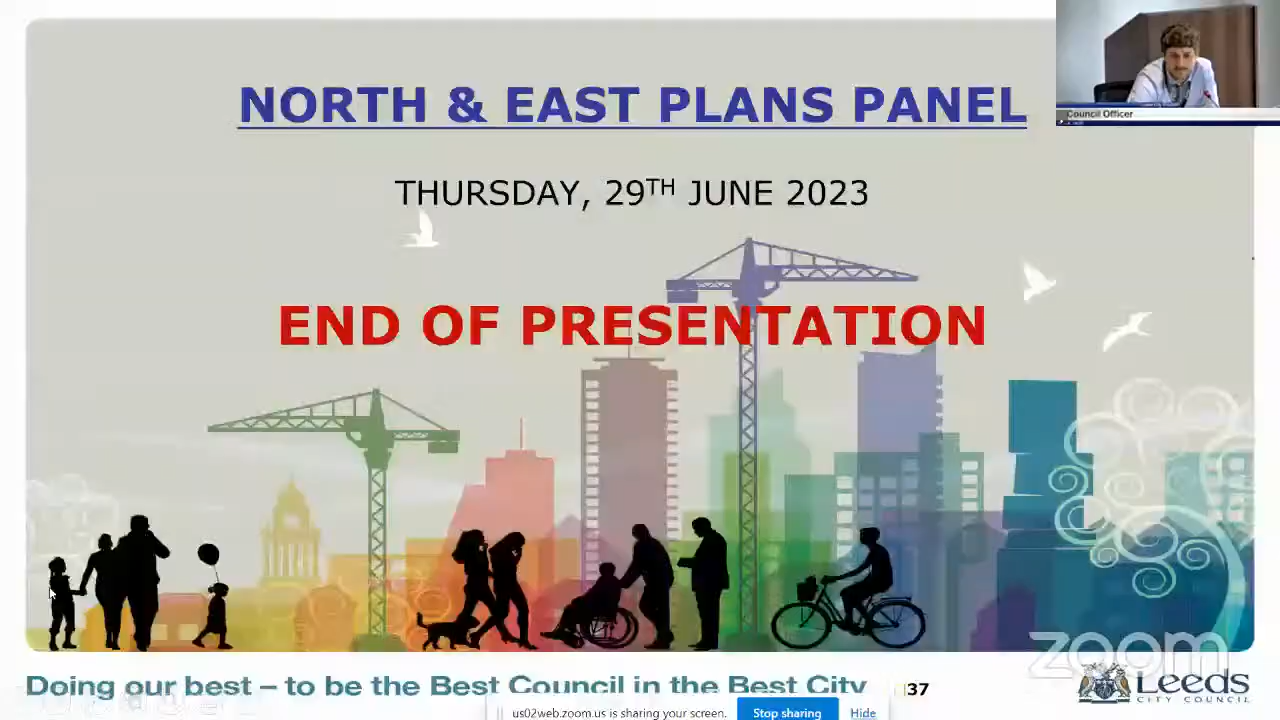 NORTH & EAST PLANS PANEL
Council Officer
THURSDAY, 29TH JUNE 2023
END OF PRESENTATION
zoom
Doing our best – to be the Best Council in the Best City
37
Leeds
CITY COUNCIL
us02web.zoom.us is sharing your screen.
Stop sharing
Hide